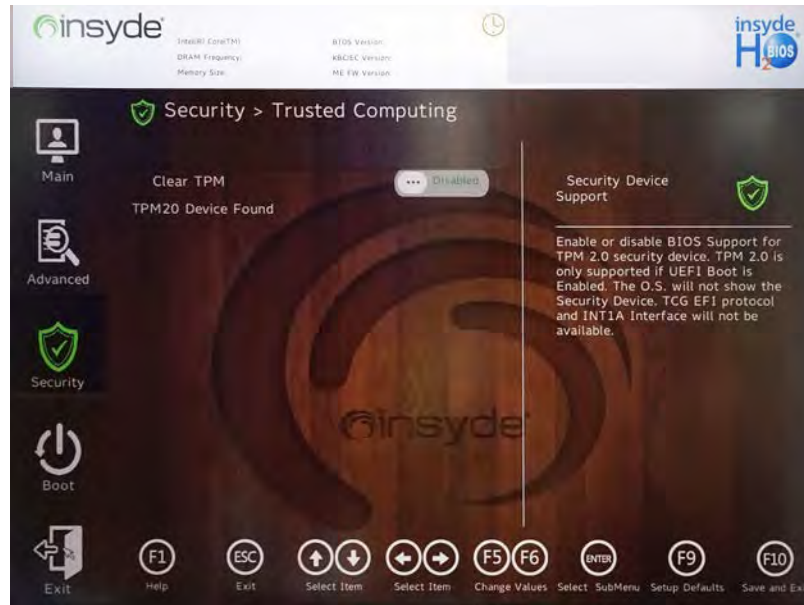 insyde
Intel(R) Core(TM)
BIOS Version:
DRAM Frequency:
KBC/EC Version:
Memory Size:
ME FW Version:
insyde
H2O
BIOS
Security > Trusted Computing
Main
Clear TPM
Disabled
TPM20 Device Found
Security Device
Support
Enable or disable BIOS Support for
TPM 2.0 security device. TPM 2.0 is
only supported if UEFI Boot is
Enabled. The O.S. will not show the
Security Device. TCG EFI protocol
and INT1A Interface will not be
available.
Advanced
Security
insyde
Boot
Exit
F1
Help
ESC
Exit
Select Item
Select Item
F5 F6
Change Values
ENTER
Select SubMenu
F9
Setup Defaults
F10
Save and Ex